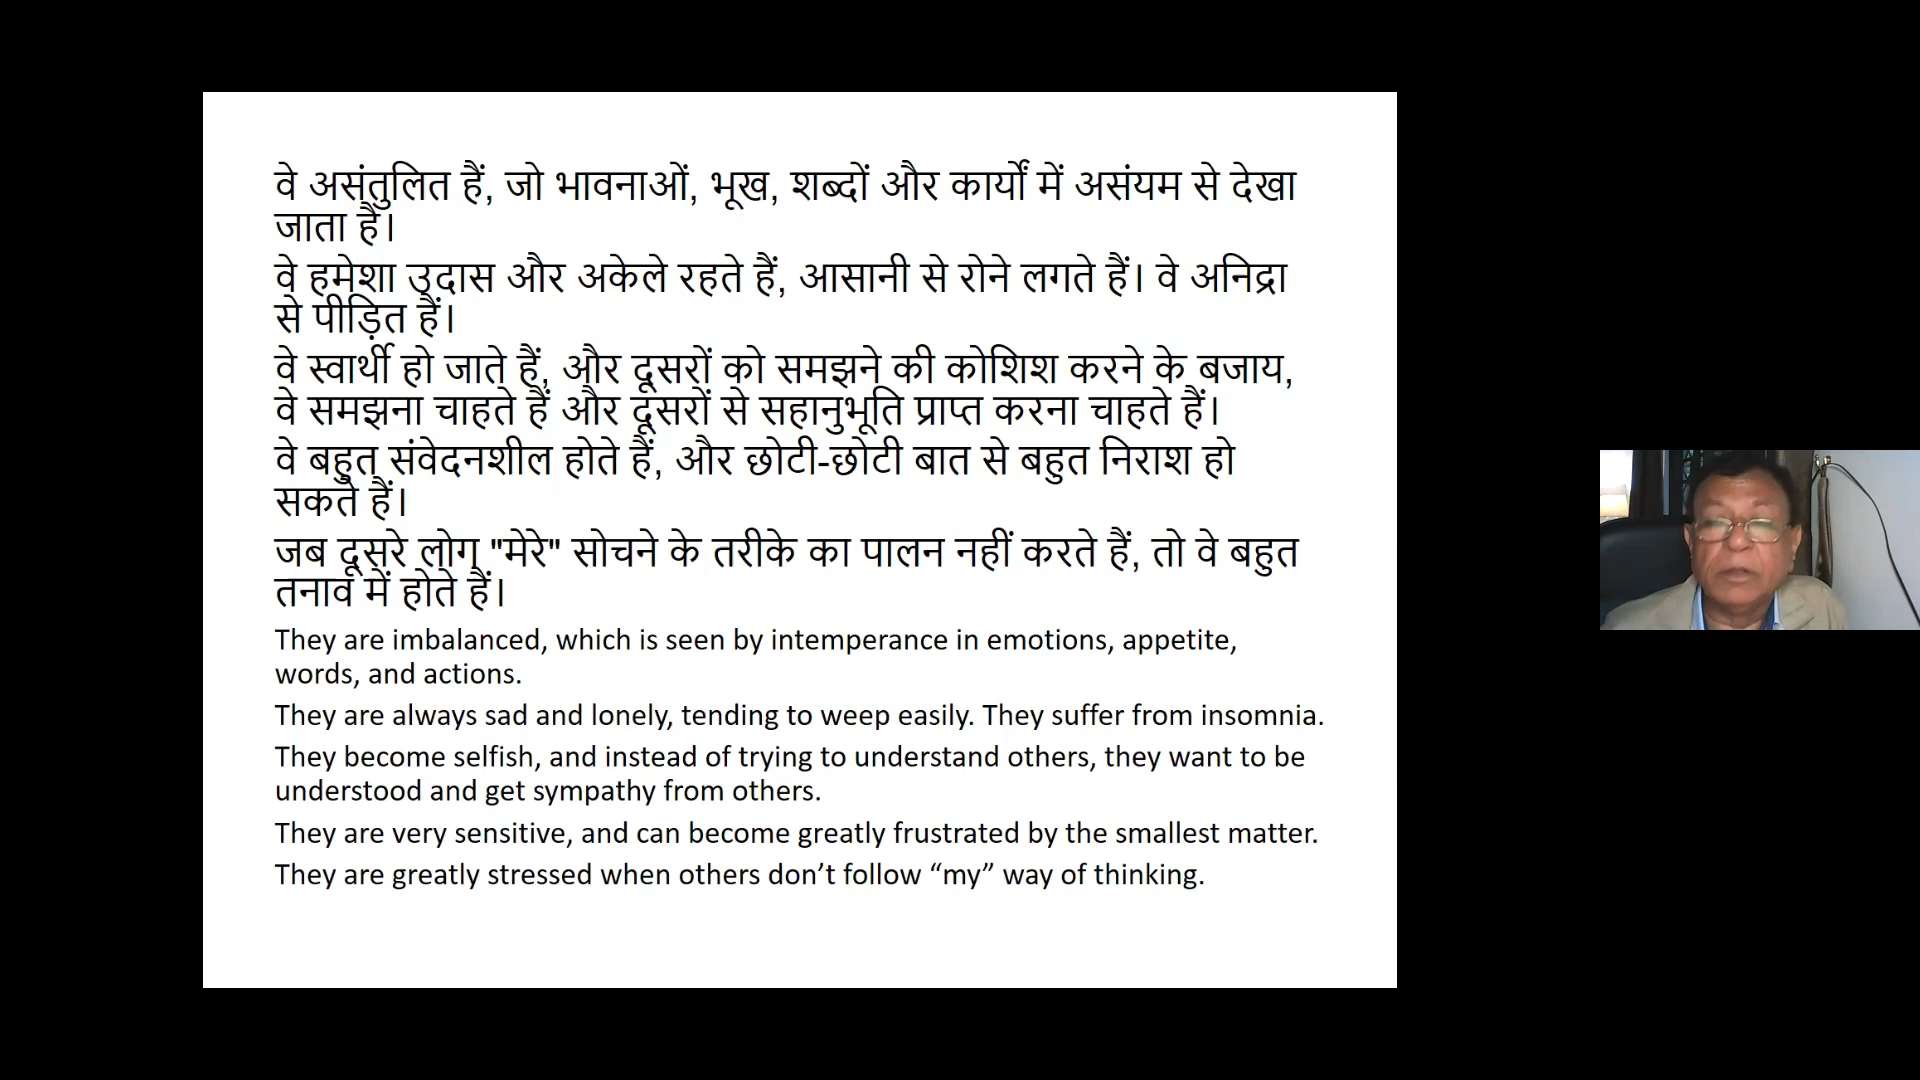 वे असंतुलित हैं, जो भावनाओं, भूख, शब्दों और कार्यों में असंयम से देखा
जाता है।
वे हमेशा उदास और अकेले रहते हैं, आसानी से रोने लगते हैं। वे अनिद्रा
से पीड़ित हैं।
वे स्वार्थी हो जाते हैं, और दूसरों को समझने की कोशिश करने के बजाय,
वे समझना चाहते हैं और दूसरों से सहानुभूति प्राप्त करना चाहते हैं।
वे बहुत संवेदनशील होते हैं, और छोटी-छोटी बात से बहुत निराश हो
सकते हैं।
जब दूसरे लोग "मेरे" सोचने के तरीके का पालन नहीं करते हैं, तो वे बहुत
तनाव में होते हैं।
They are imbalanced, which is seen by intemperance in emotions, appetite,
words, and actions.
They are always sad and lonely, tending to weep easily. They suffer from insomnia.
They become selfish, and instead of trying to understand others, they want to be
understood and get sympathy from others.
They are very sensitive, and can become greatly frustrated by the smallest matter.
They are greatly stressed when others don’t follow “my” way of thinking.